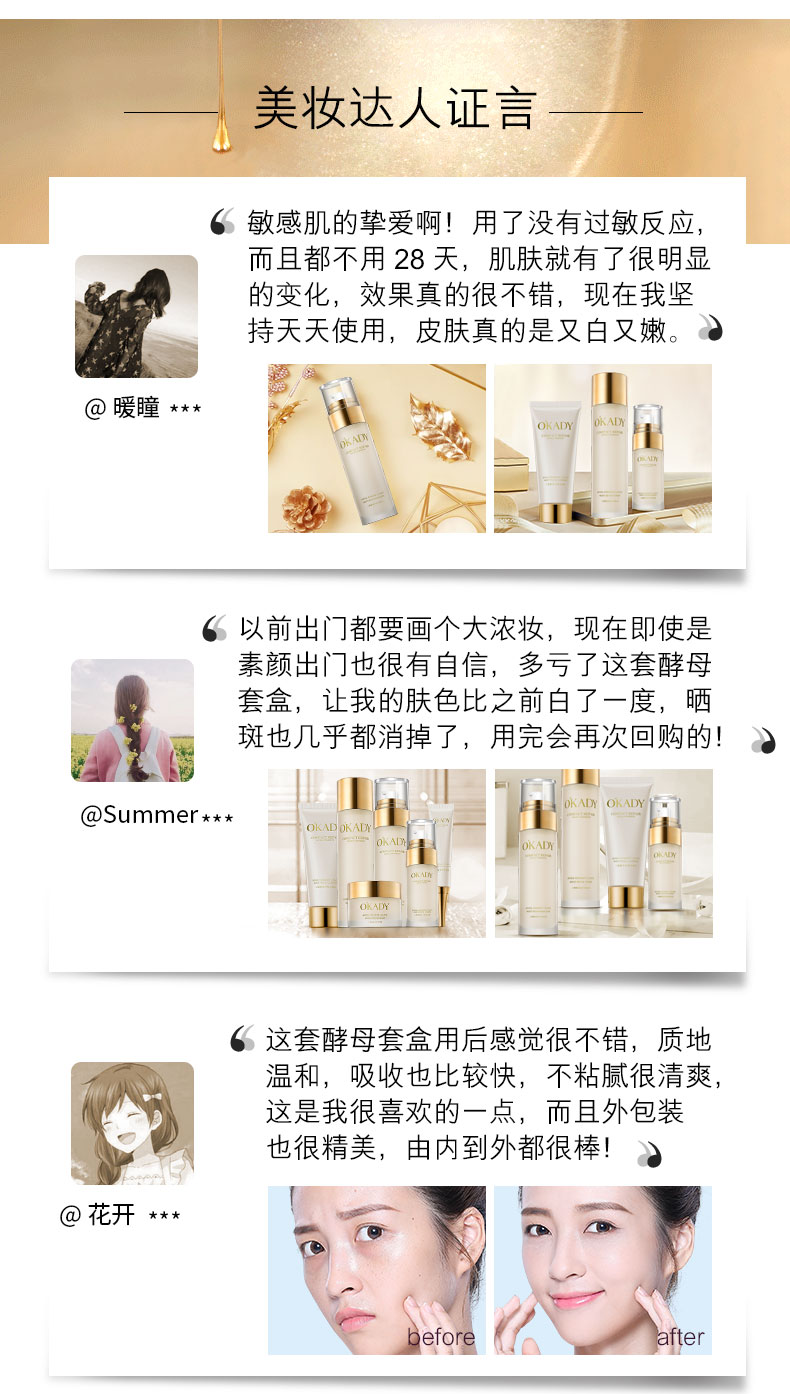 美妆达人证言
敏感肌的挚爱啊！用了没有过敏反应，
而且都不用 28 天，肌肤就有了很明显
的变化，效果真的很不错，现在我坚
持天天使用，皮肤真的是又白又嫩。
@ 暖瞳 ***
OKADY
OKADY
OKADY
OKADY
以前出门都要画个大浓妆，现在即使是
素颜出门也很有自信，多亏了这套酵母
套盒，让我的肤色比之前白了一度，晒
斑也几乎都消掉了，用完会再次回购的！
@Summer***
OKADY
OKADY
OKADY
OKADY
OKADY
OKADY
OKADY
OKADY
OKADY
这套酵母套盒用后感觉很不错，质地
温和，吸收也比较快，不粘腻很清爽，
这是我很喜欢的一点，而且外包装
也很精美，由内到外都很棒！
@ 花开 ***
before
after